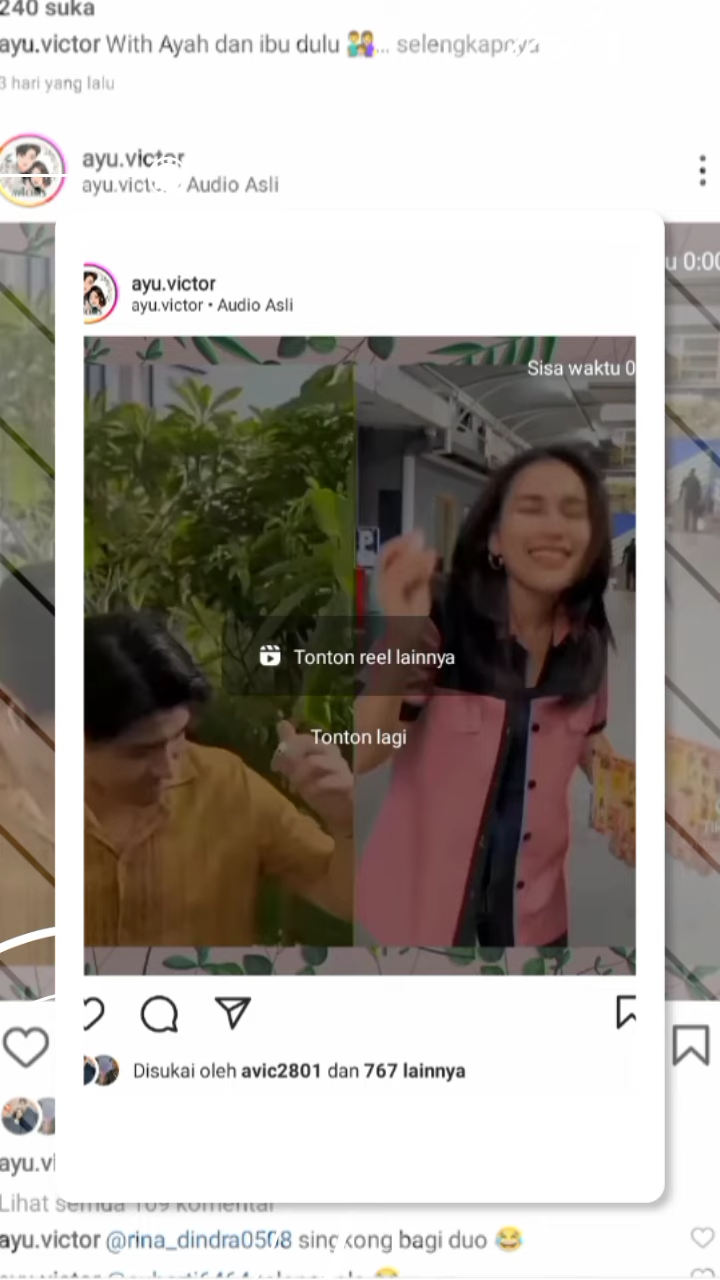 240 suka
ayu.victor With Ayah dan ibu dulu 👫... selengkapnya
3 hari yang lalu
ayu.victor
Audio Asli
u 0:00
ayu.victor
ayu.victor • Audio Asli
Sisa waktu 0
P
Tonton reel lainnya
Tonton lagi
Disukai oleh avic2801 dan 767 lainnya
ayu.vi
Lihat semua 109 komentar
ayu.victor @rina_dindra0508 singkong bagi duo 😂